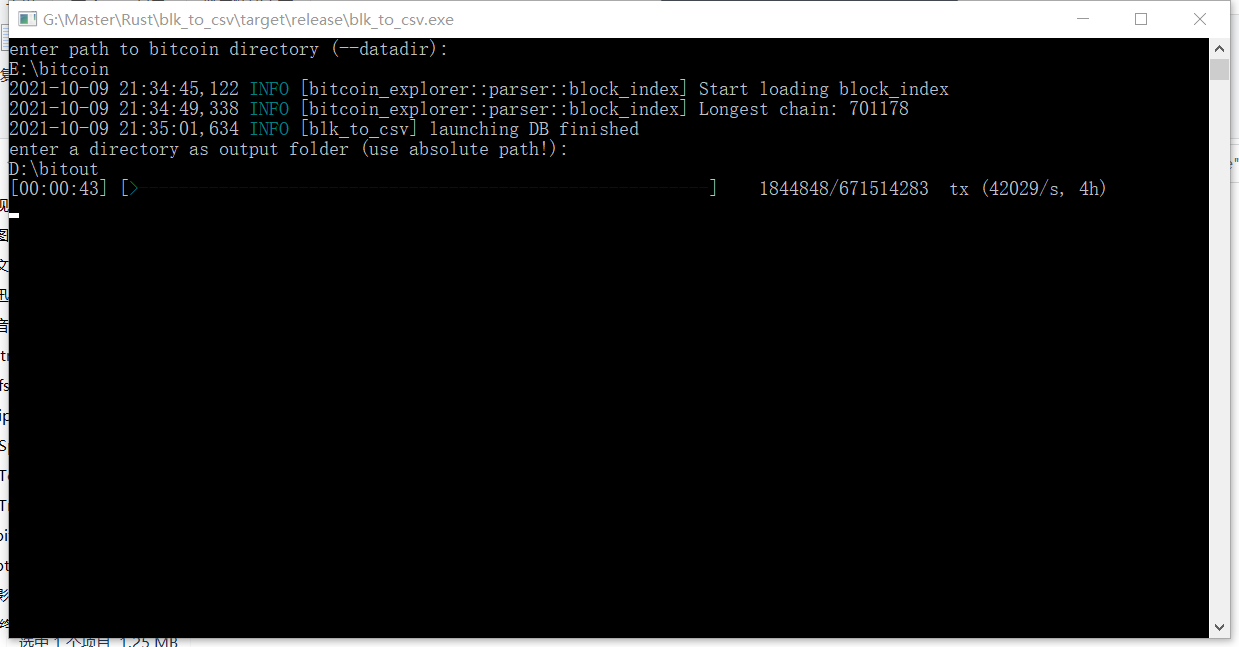 G:\Master\Rust\blk_to_csv\target\release\blk_to_csv.exe
enter path to bitcoin directory (--datadir):
E:\bitcoin
2021-10-09 21:34:45,122 INFO [bitcoin_explorer::parser::block_index] Start loading block_index
2021-10-09 21:34:49,338 INFO [bitcoin_explorer::parser::block_index] Longest chain: 701178
2021-10-09 21:35:01,634 INFO [blk_to_csv] launching DB finished
enter a directory as output folder (use absolute path!):
D:\bitout
[00:00:43] [>----------------------------------------------------------] 1844848/671514283 tx (42029/s, 4h)
选中 1 个项目 1.25 MB